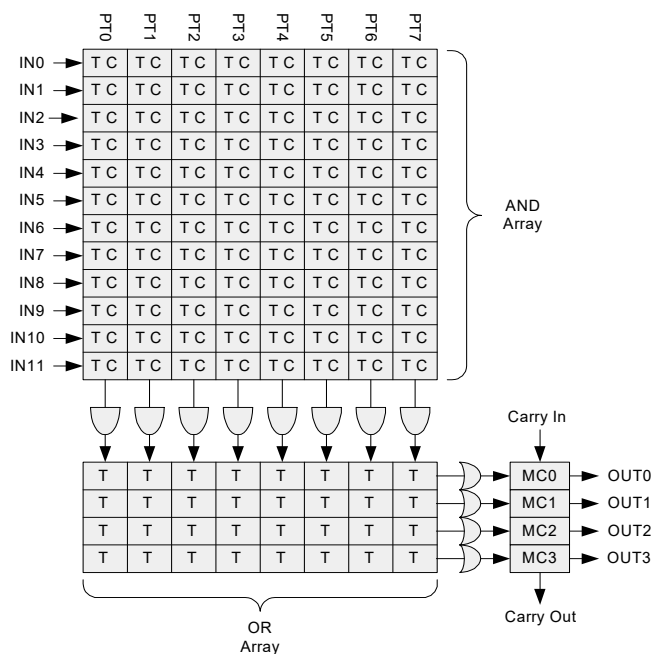 PT0 PT1 PT2 PT3 PT4 PT5 PT6 PT7
IN0 T C T C T C T C T C T C T C T C
IN1 T C T C T C T C T C T C T C T C
IN2 T C T C T C T C T C T C T C T C
IN3 T C T C T C T C T C T C T C T C
IN4 T C T C T C T C T C T C T C T C
IN5 T C T C T C T C T C T C T C T C
IN6 T C T C T C T C T C T C T C T C
IN7 T C T C T C T C T C T C T C T C
IN8 T C T C T C T C T C T C T C T C
IN9 T C T C T C T C T C T C T C T C
IN10 T C T C T C T C T C T C T C T C
IN11 T C T C T C T C T C T C T C T C
AND
Array
Carry In
T T T T T T T T MC0 OUT0
T T T T T T T T MC1 OUT1
T T T T T T T T MC2 OUT2
T T T T T T T T MC3 OUT3
Carry Out
OR
Array